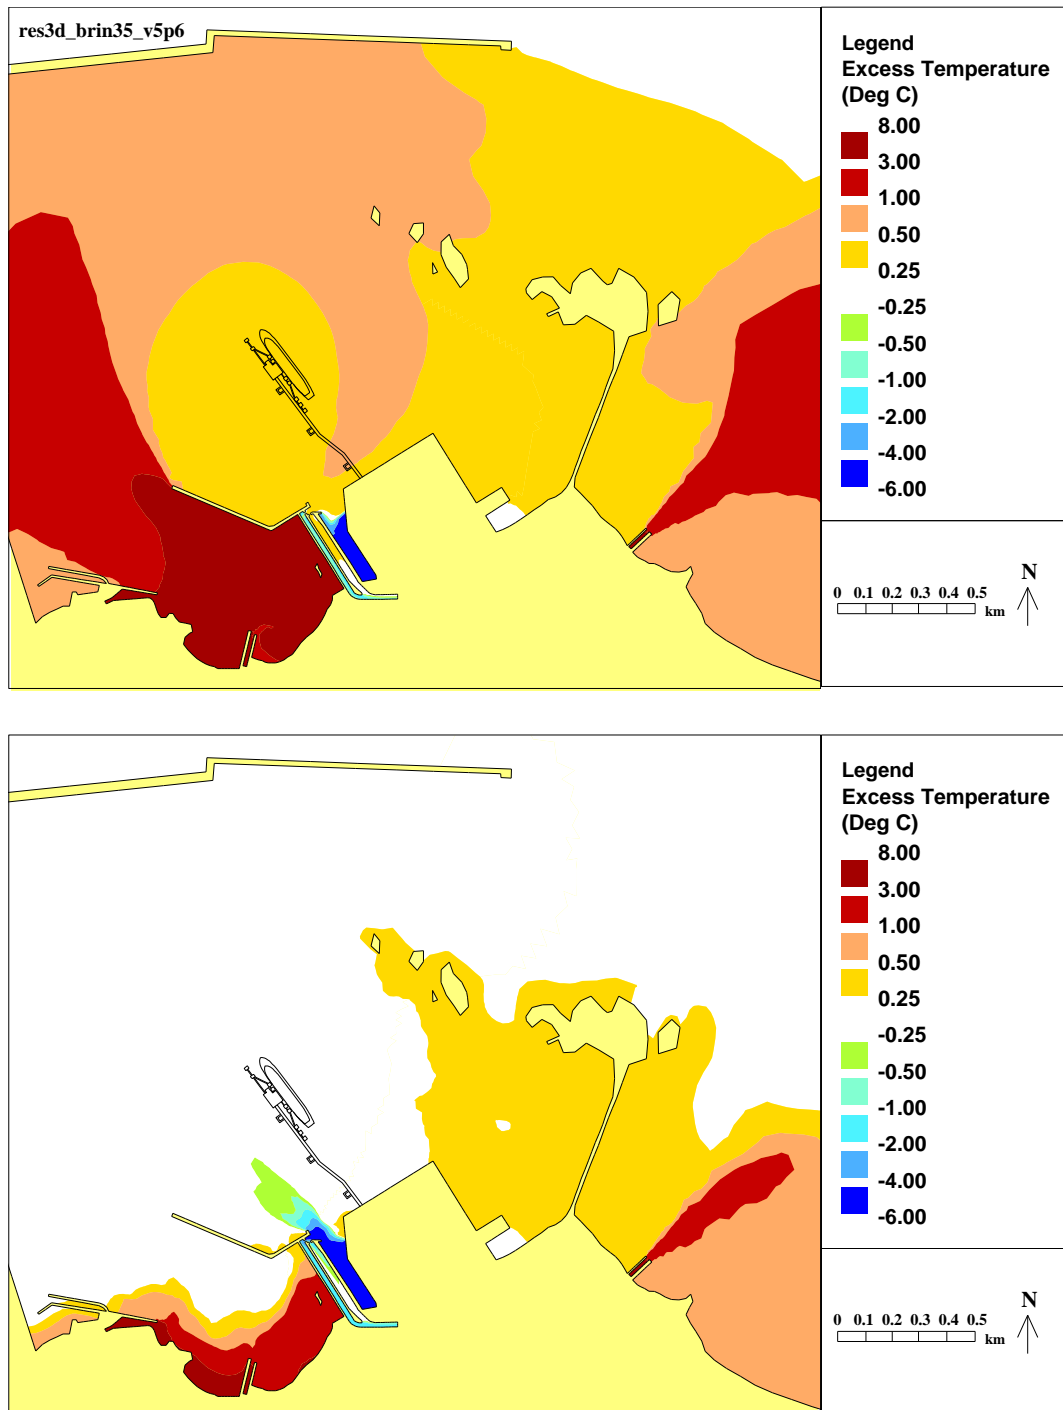 res3d_brin35_v5p6
Legend
Excess Temperature
(Deg C)
8.00
3.00
1.00
0.50
0.25
-0.25
-0.50
-1.00
-2.00
-4.00
-6.00
N
0 0.1 0.2 0.3 0.4 0.5
km
Legend
Excess Temperature
(Deg C)
8.00
3.00
1.00
0.50
0.25
-0.25
-0.50
-1.00
-2.00
-4.00
-6.00
N
0 0.1 0.2 0.3 0.4 0.5
km